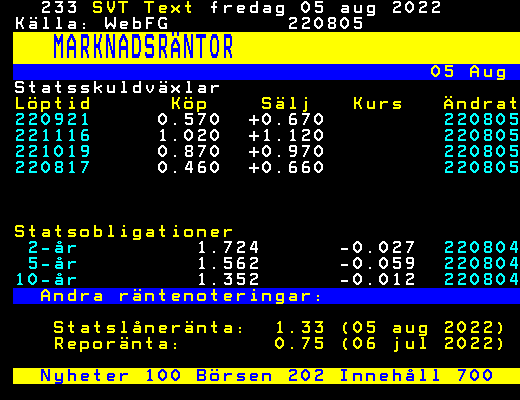 233 SVT Text fredag 05 aug 2022
Källa: WebFG 220805
MARKNADSRÄNTOR
05 Aug
Statsskuldväxlar
Löptid Köp Sälj Kurs Ändrat
220921 0.570 +0.670 220805
221116 1.020 +1.120 220805
221019 0.870 +0.970 220805
220817 0.460 +0.660 220805
Statsobligationer
2-år 1.724 -0.027 220804
5-år 1.562 -0.059 220804
10-år 1.352 -0.012 220804
Andra räntenoteringar:
Statslåneränta: 1.33 (05 aug 2022)
Reporänta: 0.75 (06 jul 2022)
Nyheter 100 Börsen 202 Innehåll 700